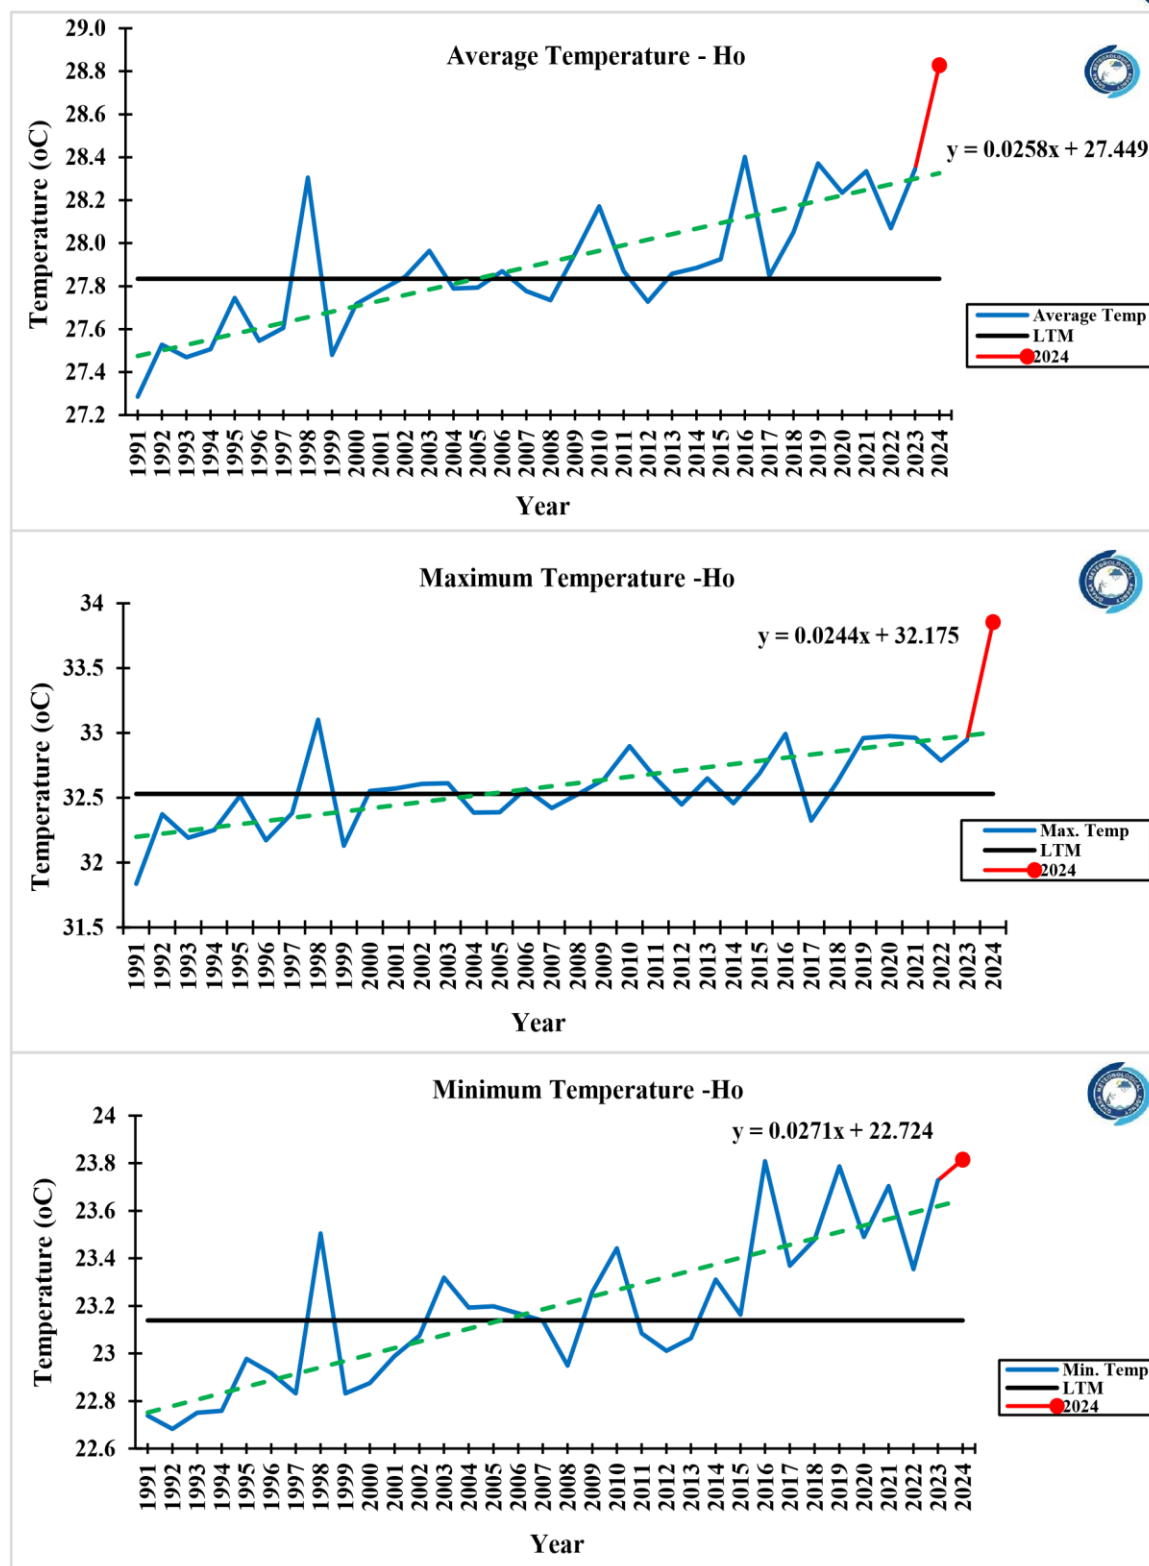 Average Temperature - Ho
29.0
28.8
28.6
28.4
28.2
28.0
27.8
27.6
27.4
27.2
Temperature (oC)
y = 0.0258x + 27.449
Average Temp
LTM
2024
1991 1992 1993 1994 1995 1996 1997 1998 1999 2000 2001 2002 2003 2004 2005 2006 2007 2008 2009 2010 2011 2012 2013 2014 2015 2016 2017 2018 2019 2020 2021 2022 2023 2024
Year
Maximum Temperature -Ho
34
33.5
33
32.5
32
31.5
Temperature (oC)
y = 0.0244x + 32.175
Max. Temp
LTM
2024
1991 1992 1993 1994 1995 1996 1997 1998 1999 2000 2001 2002 2003 2004 2005 2006 2007 2008 2009 2010 2011 2012 2013 2014 2015 2016 2017 2018 2019 2020 2021 2022 2023 2024
Year
GHANA METEOROLOGICAL AGENCY
Minimum Temperature -Ho
24
23.8
23.6
23.4
23.2
23
22.8
22.6
Temperature (oC)
y = 0.0271x + 22.724
Min. Temp
LTM
2024
1991 1992 1993 1994 1995 1996 1997 1998 1999 2000 2001 2002 2003 2004 2005 2006 2007 2008 2009 2010 2011 2012 2013 2014 2015 2016 2017 2018 2019 2020 2021 2022 2023 2024
Year